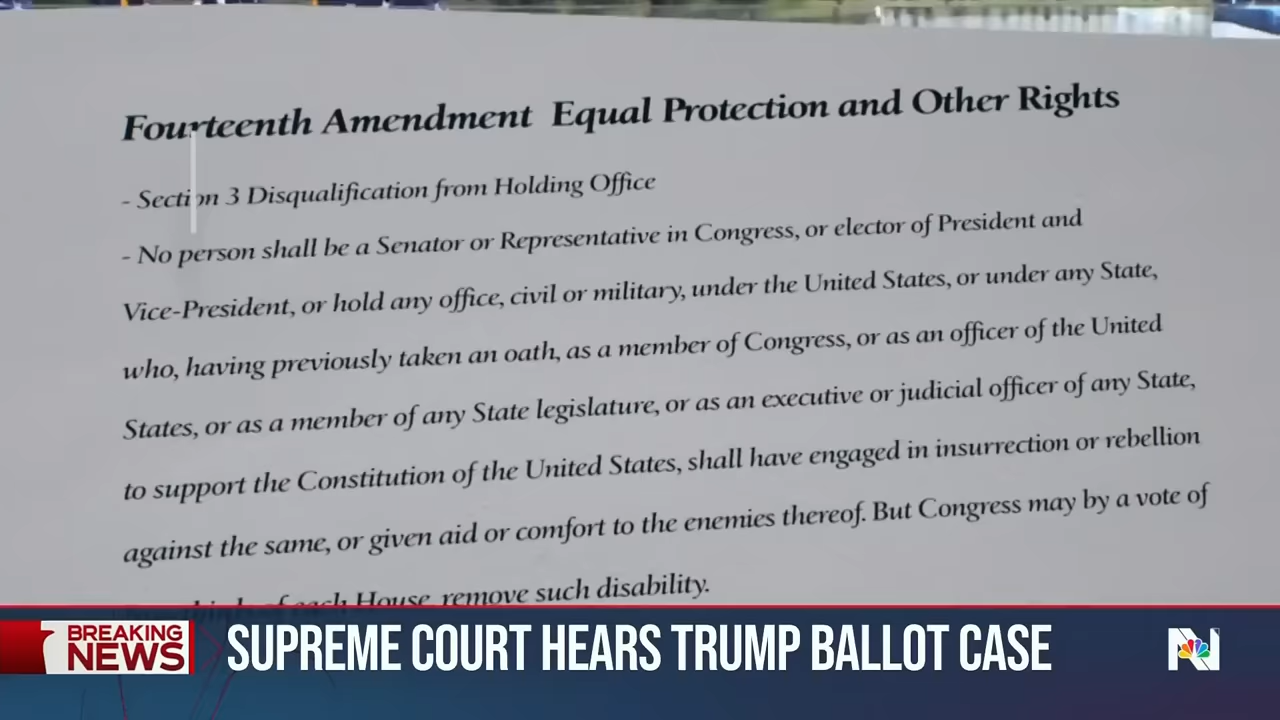 Fourteenth Amendment Equal Protection and Other Rights
- Section 3 Disqualification from Holding Office
- No person shall be a Senator or Representative in Congress, or elector of President and
Vice-President, or hold any office, civil or military, under the United States, or under any State,
who, having previously taken an oath, as a member of Congress, or as an officer of the United
States, or as a member of any State legislature, or as an executive or judicial officer of any State,
to support the Constitution of the United States, shall have engaged in insurrection or rebellion
against the same, or given aid or comfort to the enemies thereof. But Congress may by a vote of
of each House, remove such disability.
BREAKING
NEWS
SUPREME COURT HEARS TRUMP BALLOT CASE